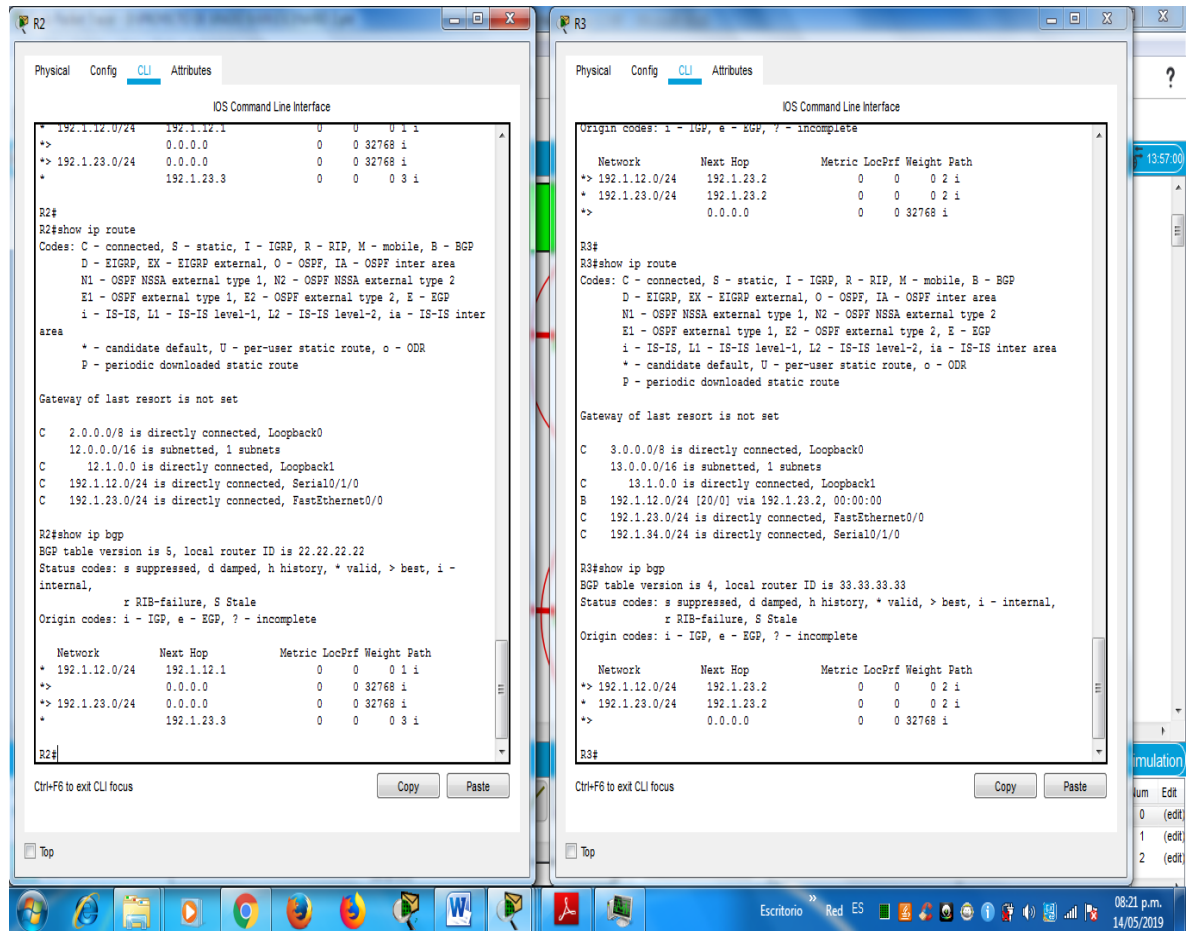 R2
Physical Config CLI Attributes
IOS Command Line Interface
* 192.1.12.0/24 192.1.12.1 0 0 0 1 i
*> 0.0.0.0 0 0 32768 i
*> 192.1.23.0/24 0.0.0.0 0 0 32768 i
* 192.1.23.3 0 0 0 3 i
R2#
R2#show ip route
Codes: C - connected, S - static, I - IGRP, R - RIP, M - mobile, B - BGP
D - EIGRP, EX - EIGRP external, O - OSPF, IA - OSPF inter area
N1 - OSPF NSSA external type 1, N2 - OSPF NSSA external type 2
E1 - OSPF external type 1, E2 - OSPF external type 2, E - EGP
i - IS-IS, L1 - IS-IS level-1, L2 - IS-IS level-2, ia - IS-IS inter
area
* - candidate default, U - per-user static route, o - ODR
P - periodic downloaded static route
Gateway of last resort is not set
C 2.0.0.0/8 is directly connected, Loopback0
12.0.0.0/16 is subnetted, 1 subnets
C 12.1.0.0 is directly connected, Loopback1
C 192.1.12.0/24 is directly connected, Serial0/1/0
C 192.1.23.0/24 is directly connected, FastEthernet0/0
R2#show ip bgp
BGP table version is 5, local router ID is 22.22.22.22
Status codes: s suppressed, d damped, h history, * valid, > best, i -
internal,
r RIB-failure, S Stale
Origin codes: i - IGP, e - EGP, ? - incomplete
Network Next Hop Metric LocPrf Weight Path
* 192.1.12.0/24 192.1.12.1 0 0 0 1 i
*> 0.0.0.0 0 0 32768 i
*> 192.1.23.0/24 0.0.0.0 0 0 32768 i
* 192.1.23.3 0 0 0 3 i
R2#
Ctrl+F6 to exit CLI focus
Copy Paste
Top
R3
Physical Config CLI Attributes
IOS Command Line Interface
Origin codes: i - IGP, e - EGP, ? - incomplete
Network Next Hop Metric LocPrf Weight Path
*> 192.1.12.0/24 192.1.23.2 0 0 0 2 i
* 192.1.23.0/24 192.1.23.2 0 0 0 2 i
*> 0.0.0.0 0 0 32768 i
R3#
R3#show ip route
Codes: C - connected, S - static, I - IGRP, R - RIP, M - mobile, B - BGP
D - EIGRP, EX - EIGRP external, O - OSPF, IA - OSPF inter area
N1 - OSPF NSSA external type 1, N2 - OSPF NSSA external type 2
E1 - OSPF external type 1, E2 - OSPF external type 2, E - EGP
i - IS-IS, L1 - IS-IS level-1, L2 - IS-IS level-2, ia - IS-IS inter area
* - candidate default, U - per-user static route, o - ODR
P - periodic downloaded static route
Gateway of last resort is not set
C 3.0.0.0/8 is directly connected, Loopback0
13.0.0.0/16 is subnetted, 1 subnets
C 13.1.0.0 is directly connected, Loopback1
B 192.1.12.0/24 [20/0] via 192.1.23.2, 00:00:00
C 192.1.23.0/24 is directly connected, FastEthernet0/0
C 192.1.34.0/24 is directly connected, Serial0/1/0
R3#show ip bgp
BGP table version is 4, local router ID is 33.33.33.33
Status codes: s suppressed, d damped, h history, * valid, > best, i - internal,
r RIB-failure, S Stale
Origin codes: i - IGP, e - EGP, ? - incomplete
Network Next Hop Metric LocPrf Weight Path
*> 192.1.12.0/24 192.1.23.2 0 0 0 2 i
* 192.1.23.0/24 192.1.23.2 0 0 0 2 i
*> 0.0.0.0 0 0 32768 i
R3#
Ctrl+F6 to exit CLI focus
Copy Paste
Top
?
13:57:00
imulation
Num Edit
0 (edit)
1 (edit)
2 (edit)
Escritorio » Red ES
08:21 p.m.
14/05/2019